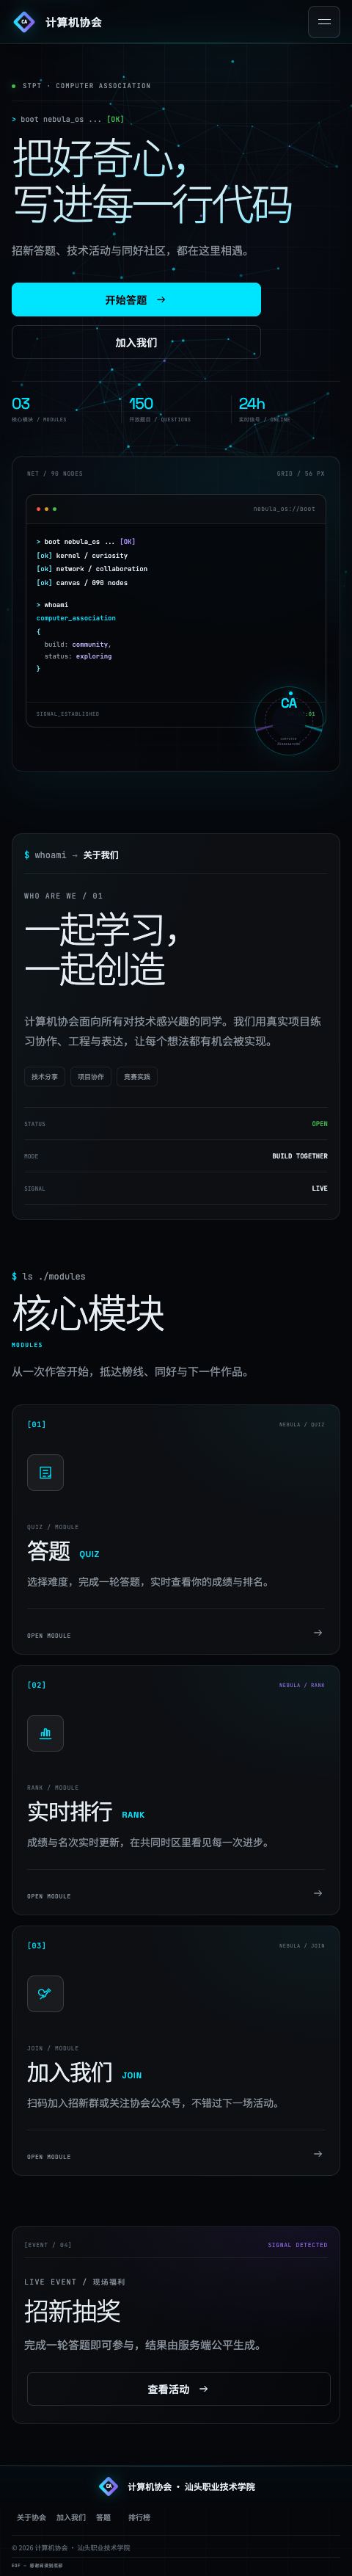 CA 计算机协会
STPT · COMPUTER ASSOCIATION
> boot nebula_os ... [OK]
把好奇心，
写进每一行代码
招新答题、技术活动与同好社区，都在这里相遇。
开始答题 →
加入我们
03 150 24h
核心模块 / MODULES 开放题目 / QUESTIONS 实时信号 / ONLINE
NET / 90 NODES GRID / 56 PX
nebula_os://boot
> boot nebula_os ... [OK]
[ok] kernel / curiosity
[ok] network / collaboration
[ok] canvas / 090 nodes
> whoami
computer_association
{
build: community,
status: exploring
}
CA
SIGNAL_ESTABLISHED
$ whoami → 关于我们
WHO ARE WE / 01
一起学习，
一起创造
计算机协会面向所有对技术感兴趣的同学。我们用真实项目练
习协作、工程与表达，让每个想法都有机会被实现。
技术分享 项目协作 竞赛实践
STATUS OPEN
MODE BUILD TOGETHER
SIGNAL LIVE
$ ls ./modules
核心模块
MODULES
从一次作答开始，抵达榜线、同好与下一件作品。
[01] NEBULA / QUIZ
QUIZ / MODULE
答题 QUIZ
选择难度，完成一轮答题，实时查看你的成绩与排名。
OPEN MODULE →
[02] NEBULA / RANK
RANK / MODULE
实时排行 RANK
成绩与名次实时更新，在共同时区里看见每一次进步。
OPEN MODULE →
[03] NEBULA / JOIN
JOIN / MODULE
加入我们 JOIN
扫码加入招新群或关注协会公众号，不错过下一场活动。
OPEN MODULE →
[EVENT / 04] SIGNAL DETECTED
LIVE EVENT / 现场福利
招新抽奖
完成一轮答题即可参与，结果由服务端公平生成。
查看活动 →
CA 计算机协会 · 汕头职业技术学院
关于协会 加入我们 答题 排行榜
© 2026 计算机协会 · 汕头职业技术学院